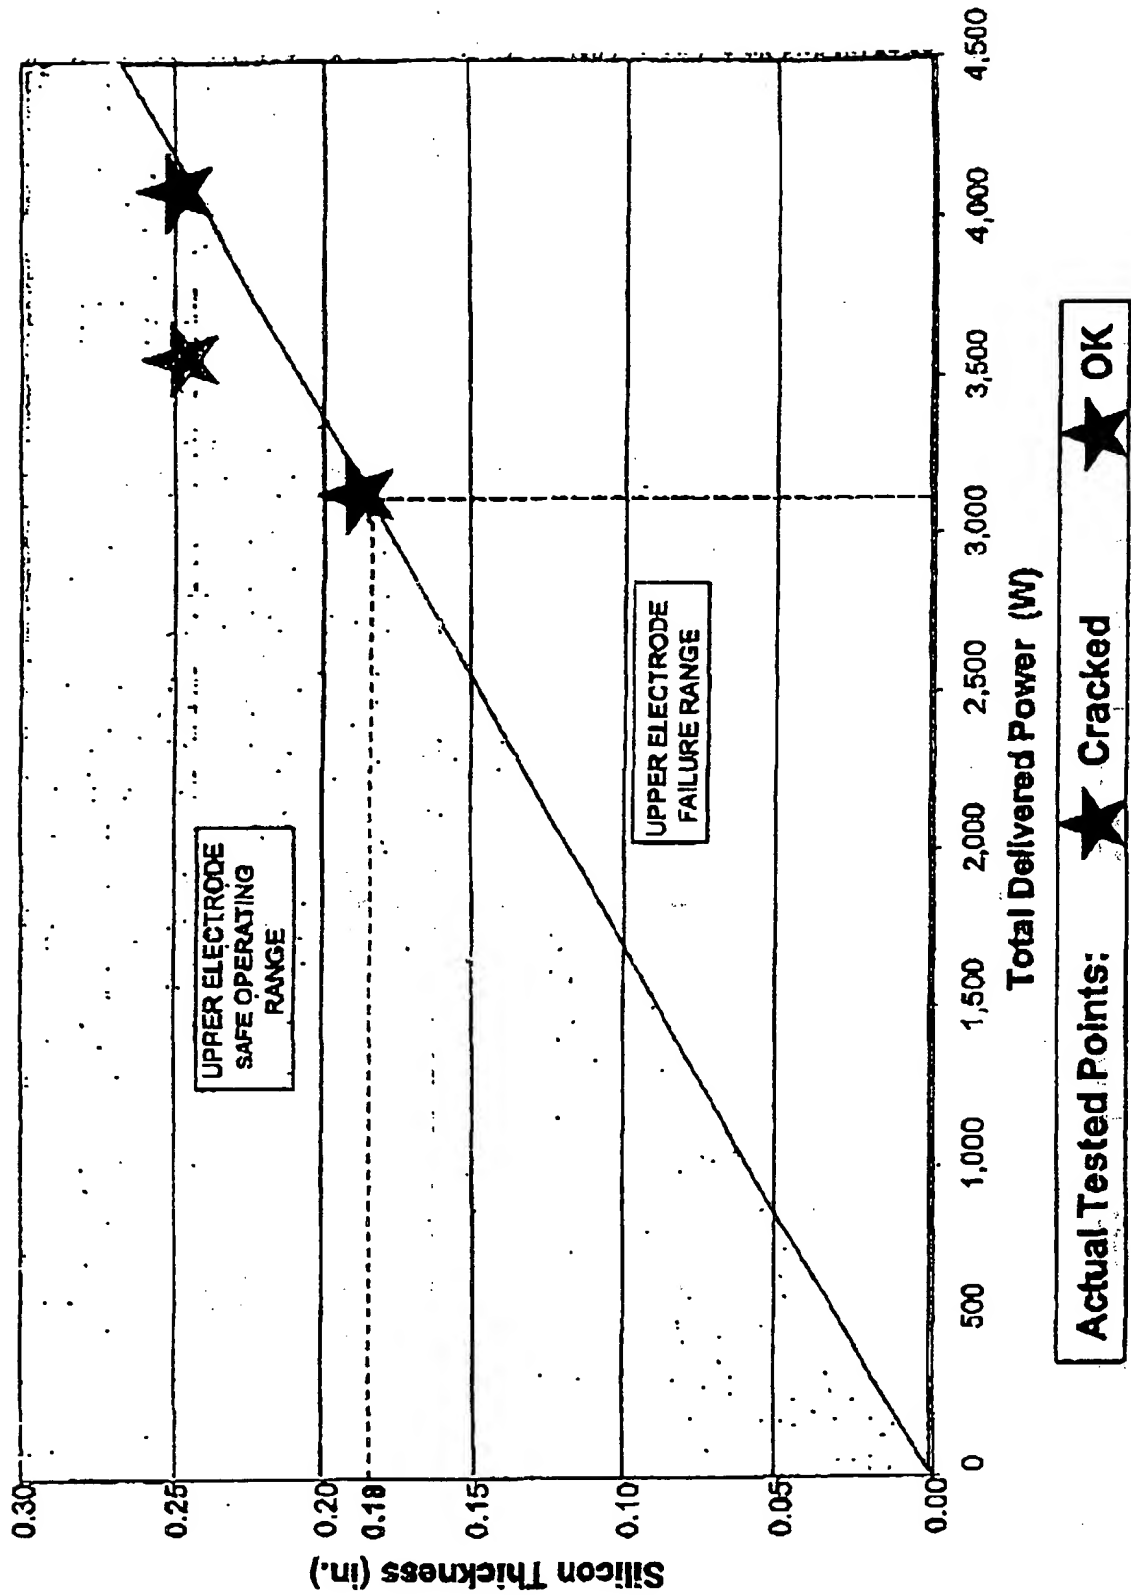 Silicon Thickness (in.)
0.30
0.25
0.20
0.18
0.15
0.10
0.05
0.00
UPPER ELECTRODE
SAFE OPERATING
RANGE
UPPER ELECTRODE
FAILURE RANGE
0
500
1,000
1,500
2,000
2,500
3,000
3,500
4,000
4,500
Total Delivered Power (W)
Actual Tested Points: Cracked OK